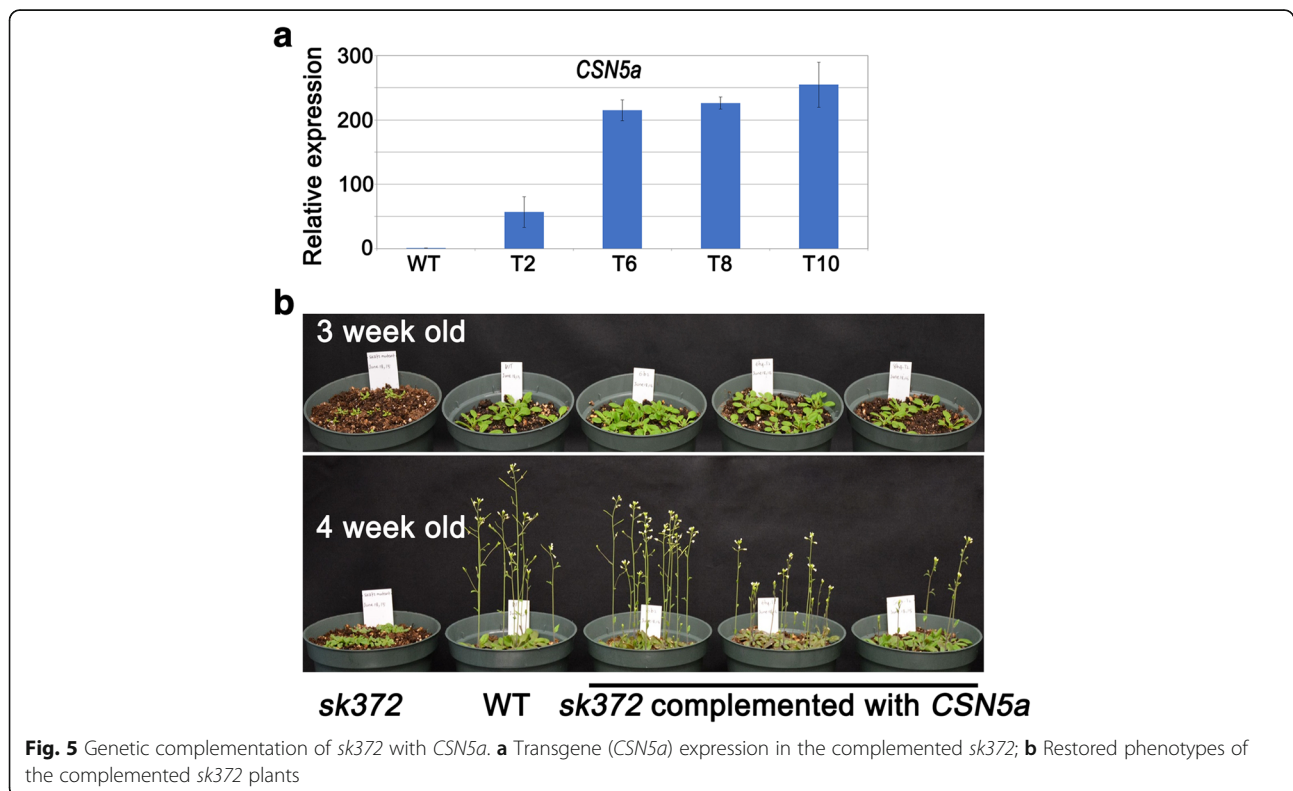 a
300
200
100
0
Relative expression
CSN5a
WT T2 T6 T8 T10
b
3 week old
4 week old
sk372 WT sk372 complemented with CSN5a
Fig. 5 Genetic complementation of sk372 with CSN5a. a Transgene (CSN5a) expression in the complemented sk372; b Restored phenotypes of
the complemented sk372 plants